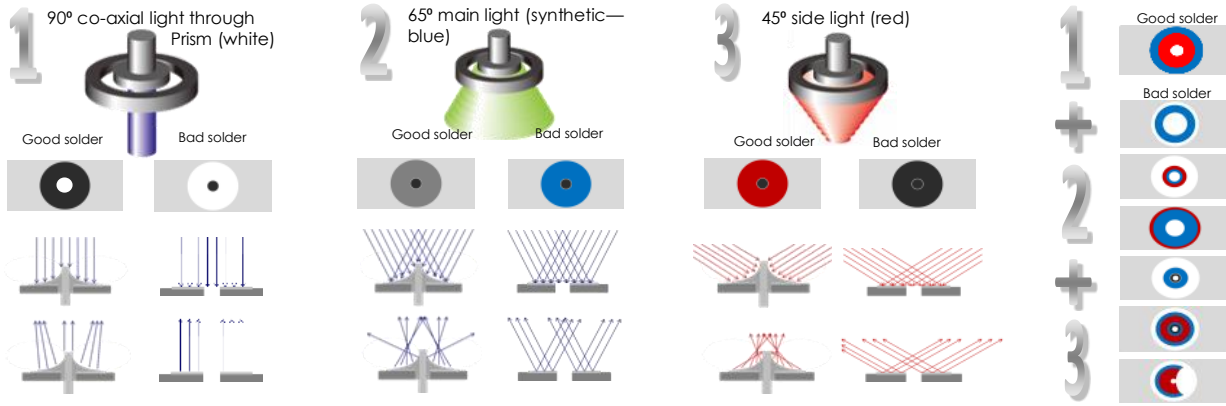 1
90º co-axial light through
Prism (white)
Good solder
Bad solder
2
65º main light (synthetic—
blue)
Good solder
Bad solder
3
45º side light (red)
Good solder
Bad solder
1
+
2
+
3
Good solder
Bad solder